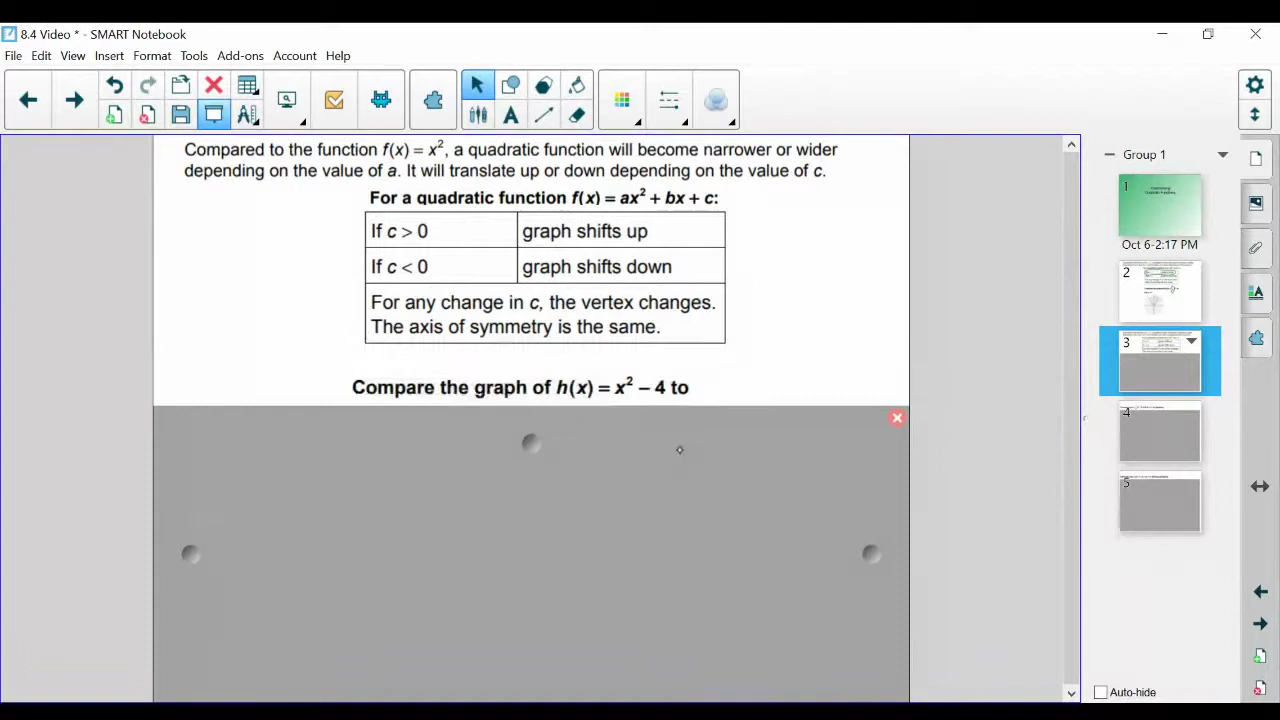 8.4 Video * - SMART Notebook
File Edit View Insert Format Tools Add-ons Account Help
Compared to the function f(x) = x², a quadratic function will become narrower or wider
depending on the value of a. It will translate up or down depending on the value of c.
For a quadratic function f(x) = ax² + bx + c:
If c > 0 graph shifts up
If c < 0 graph shifts down
For any change in c, the vertex changes.
The axis of symmetry is the same.
Compare the graph of h(x) = x² – 4 to
Group 1
1
Oct 6-2:17 PM
2
3
4
5
Auto-hide